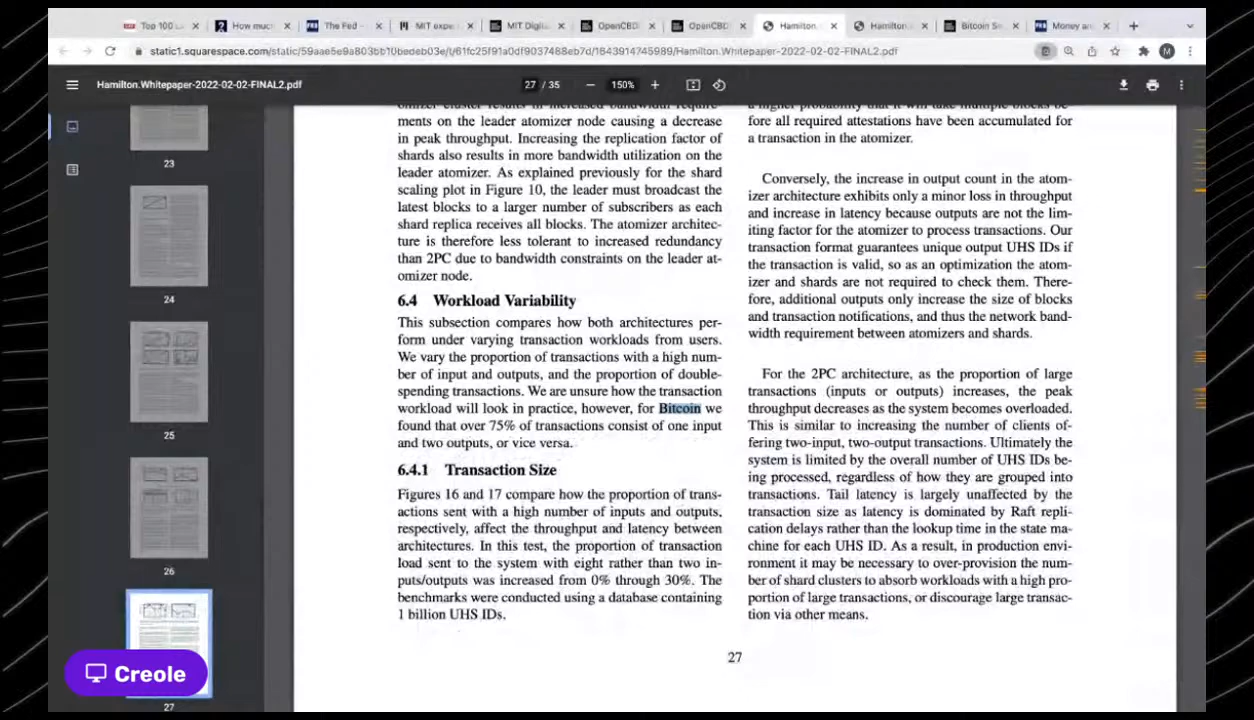 Top 100 L
How much
The Fed -
MIT expe
MIT Digit
OpenCBD
OpenCBD
Hamilton.
Hamilton.
Bitcoin S
Money an
static1.squarespace.com/static/59aae5e9a803bb10bedeb03e/t/61fc25f91a0df9037488eb7d/1643914745989/Hamilton.Whitepaper-2022-02-02-FINAL2.pdf
M
Hamilton.Whitepaper-2022-02-02-FINAL2.pdf
27 / 35
150%
23
24
25
26
27
omizer cluster results in increased bandwidth require-
ments on the leader atomizer node causing a decrease
in peak throughput. Increasing the replication factor of
shards also results in more bandwidth utilization on the
leader atomizer. As explained previously for the shard
scaling plot in Figure 10, the leader must broadcast the
latest blocks to a larger number of subscribers as each
shard replica receives all blocks. The atomizer architec-
ture is therefore less tolerant to increased redundancy
than 2PC due to bandwidth constraints on the leader at-
omizer node.
6.4 Workload Variability
This subsection compares how both architectures per-
form under varying transaction workloads from users.
We vary the proportion of transactions with a high num-
ber of input and outputs, and the proportion of double-
spending transactions. We are unsure how the transaction
workload will look in practice, however, for Bitcoin we
found that over 75% of transactions consist of one input
and two outputs, or vice versa.
6.4.1 Transaction Size
Figures 16 and 17 compare how the proportion of trans-
actions sent with a high number of inputs and outputs,
respectively, affect the throughput and latency between
architectures. In this test, the proportion of transaction
load sent to the system with eight rather than two in-
puts/outputs was increased from 0% through 30%. The
benchmarks were conducted using a database containing
1 billion UHS IDs.
a higher probability that it will take multiple blocks be-
fore all required attestations have been accumulated for
a transaction in the atomizer.
Conversely, the increase in output count in the atom-
izer architecture exhibits only a minor loss in throughput
and increase in latency because outputs are not the lim-
iting factor for the atomizer to process transactions. Our
transaction format guarantees unique output UHS IDs if
the transaction is valid, so as an optimization the atom-
izer and shards are not required to check them. There-
fore, additional outputs only increase the size of blocks
and transaction notifications, and thus the network band-
width requirement between atomizers and shards.
For the 2PC architecture, as the proportion of large
transactions (inputs or outputs) increases, the peak
throughput decreases as the system becomes overloaded.
This is similar to increasing the number of clients of-
fering two-input, two-output transactions. Ultimately the
system is limited by the overall number of UHS IDs be-
ing processed, regardless of how they are grouped into
transactions. Tail latency is largely unaffected by the
transaction size as latency is dominated by Raft repli-
cation delays rather than the lookup time in the state ma-
chine for each UHS ID. As a result, in production envi-
ronment it may be necessary to over-provision the num-
ber of shard clusters to absorb workloads with a high pro-
portion of large transactions, or discourage large transac-
tion via other means.
27
Creole